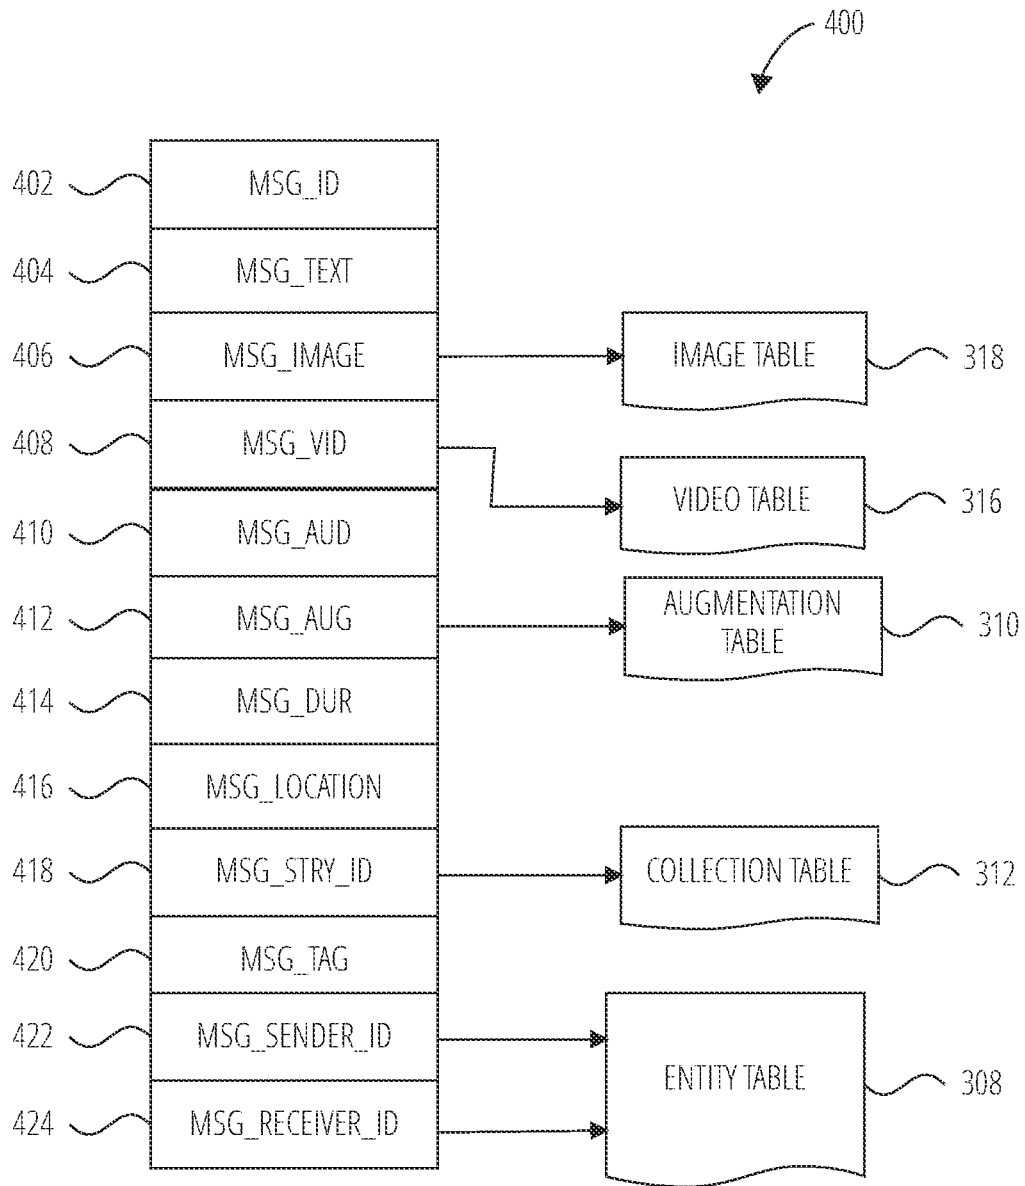 400
402 MSG_ID
404 MSG_TEXT
406 MSG_IMAGE IMAGE TABLE 318
408 MSG_VID VIDEO TABLE 316
410 MSG_AUD
412 MSG_AUG AUGMENTATION
TABLE 310
414 MSG_DUR
416 MSG_LOCATION
418 MSG_STRY_ID COLLECTION TABLE 312
420 MSG_TAG
422 MSG_SENDER_ID ENTITY TABLE 308
424 MSG_RECEIVER_ID